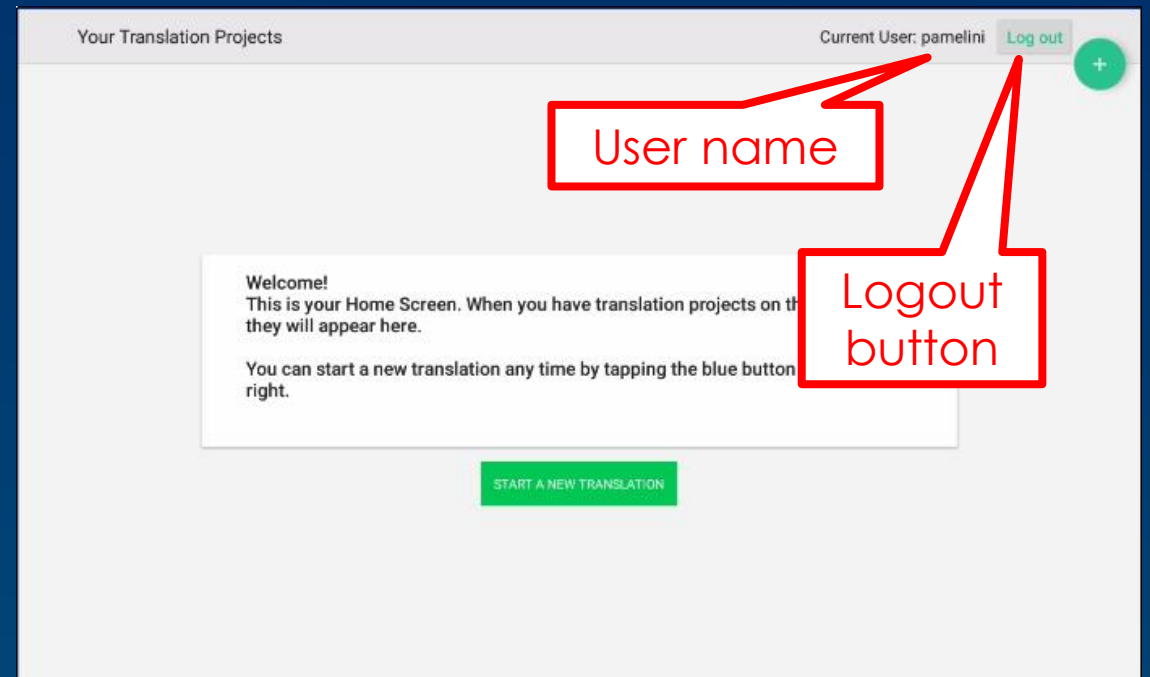 Your Translation Projects
Current User: pamelini
Log out
+
User name
Logout
button
Welcome!
This is your Home Screen. When you have translation projects on
they will appear here.
You can start a new translation any time by tapping the blue button
right.
START A NEW TRANSLATION